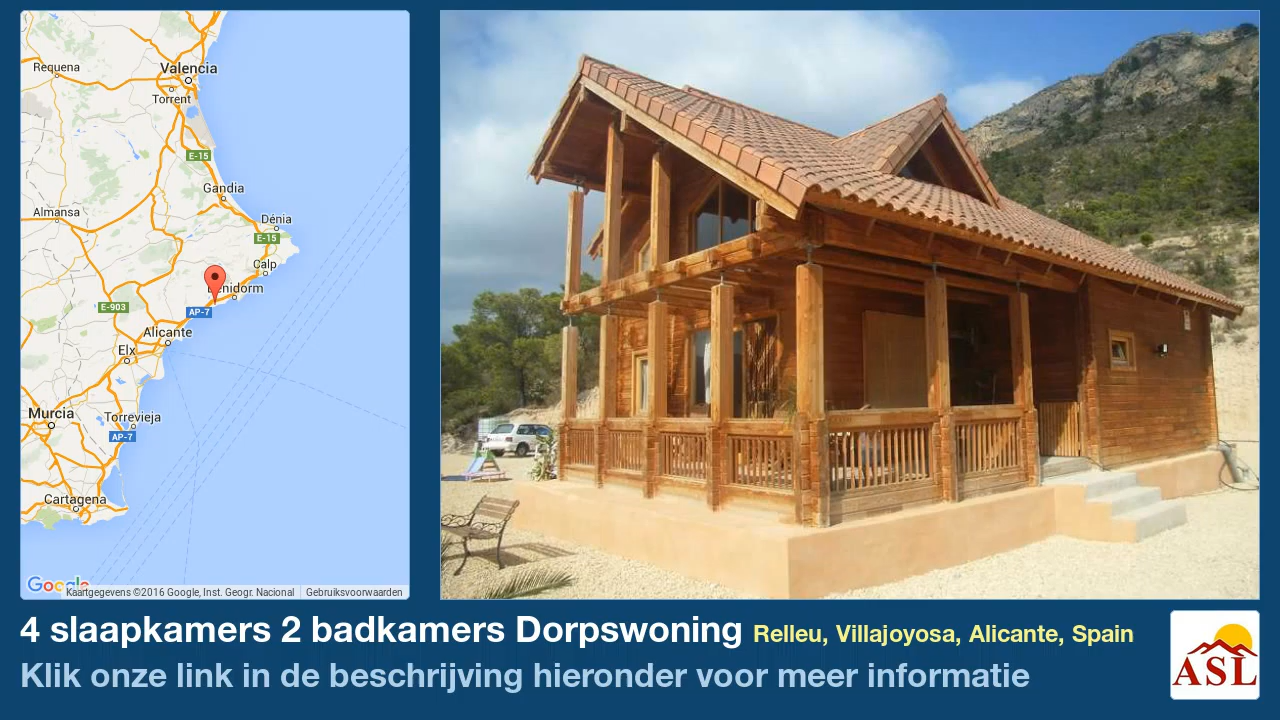 Requena
Valencia
Torrent
E-15
Gandia
Almansa
Dénia
E-15
Calp
Benidorm
E-903
AP-7
Alicante
Elx
Murcia
Torrevieja
AP-7
Cartagena
Google
Kaartgegevens ©2016 Google, Inst. Geogr. Nacional Gebruiksvoorwaarden
4 slaapkamers 2 badkamers Dorpswoning Relleu, Villajoyosa, Alicante, Spain
Klik onze link in de beschrijving hieronder voor meer informatie
ASL